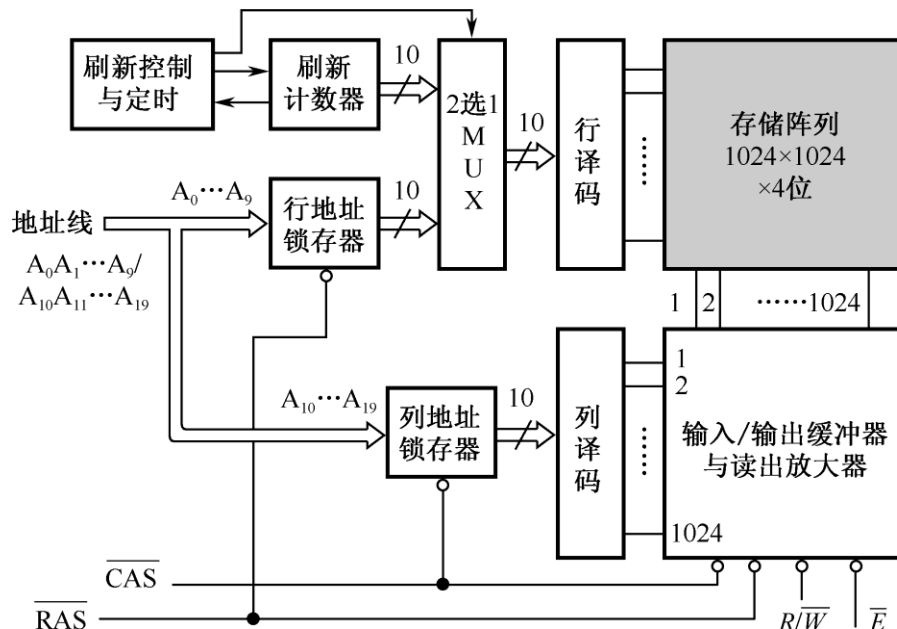 刷新控制
与定时
刷新
计数器
10
2选1
M
U
X
10
行
译
码
······
存储阵列
1024×1024
×4位
地址线
A₀···A₉
A₀A₁···A₉/
A₁₀A₁₁···A₁₉
行地址
锁存器
10
1 2 ······1024
A₁₀···A₁₉
列地址
锁存器
10
列
译
码
······
1
2
1024
输入/输出缓冲器
与读出放大器
C̅A̅S̅
R̅A̅S̅
R/W̅
E̅